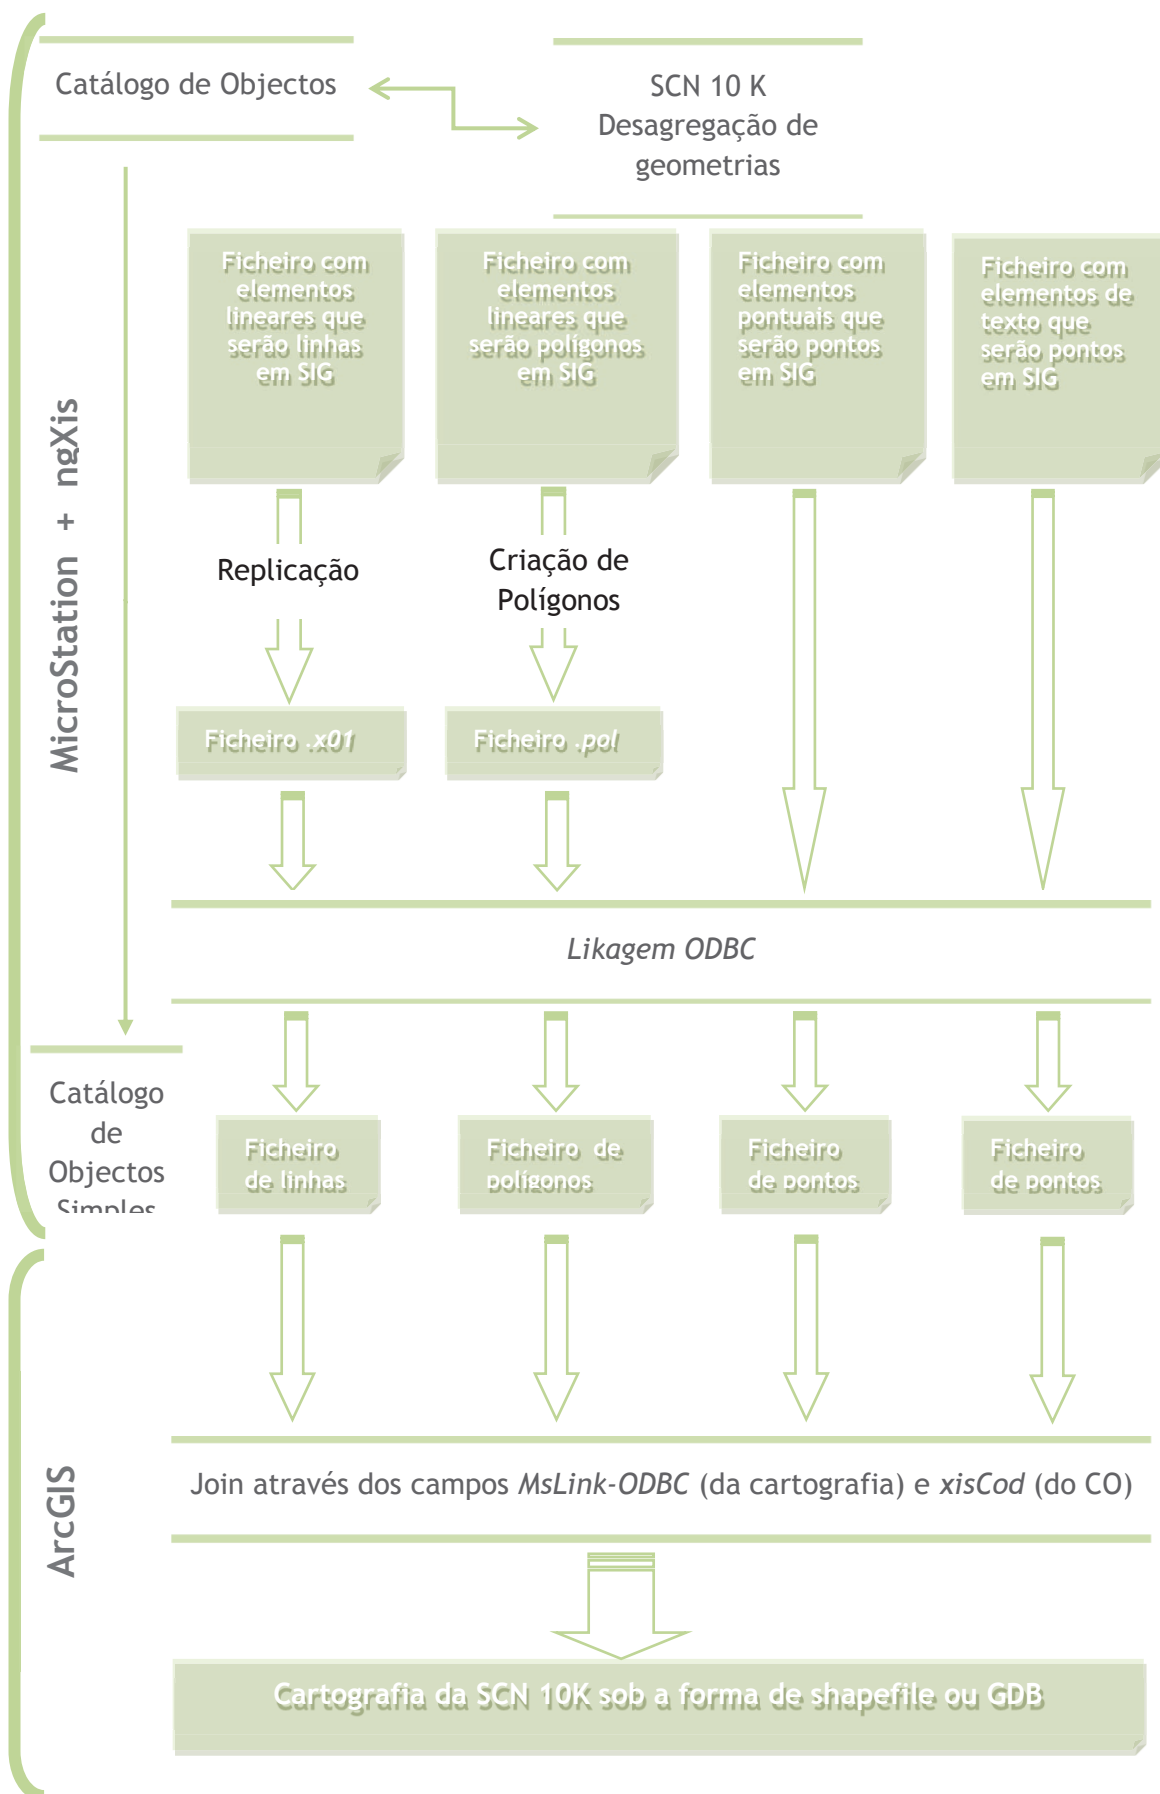 Catálogo de Objectos
SCN 10 K
Desagregação de
geometrias
MicroStation + ngXis
Ficheiro com
elementos
lineares que
serão linhas
em SIG
Ficheiro com
elementos
lineares que
serão polígonos
em SIG
Ficheiro com
elementos
pontuais que
serão pontos
em SIG
Ficheiro com
elementos de
texto que
serão pontos
em SIG
Replicação
Criação de
Polígonos
Ficheiro .x01
Ficheiro .pol
Likagem ODBC
Catálogo
de
Objectos
Simples
Ficheiro
de linhas
Ficheiro de
polígonos
Ficheiro
de pontos
Ficheiro
de pontos
ArcGIS
Join através dos campos MsLink-ODBC (da cartografia) e xisCod (do CO)
Cartografia da SCN 10K sob a forma de shapefile ou GDB